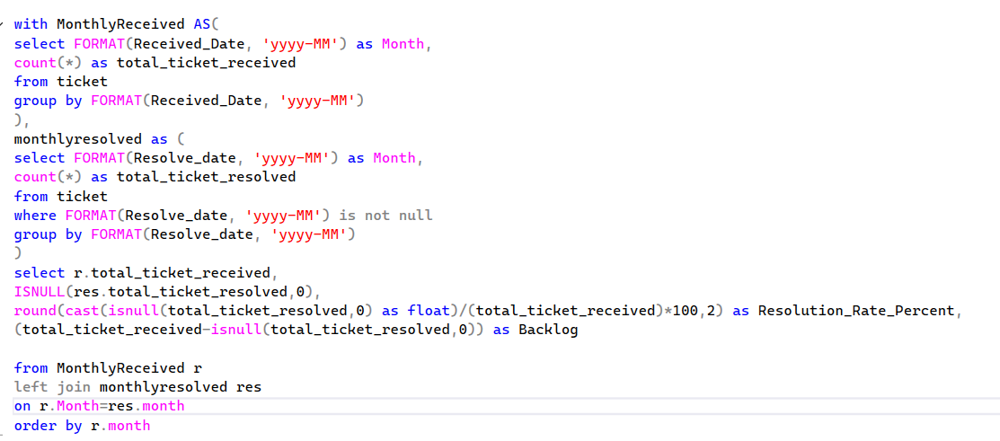 with MonthlyReceived AS(
select FORMAT(Received_Date, 'yyyy-MM') as Month,
count(*) as total_ticket_received
from ticket
group by FORMAT(Received_Date, 'yyyy-MM')
),
monthlyresolved as (
select FORMAT(Resolve_date, 'yyyy-MM') as Month,
count(*) as total_ticket_resolved
from ticket
where FORMAT(Resolve_date, 'yyyy-MM') is not null
group by FORMAT(Resolve_date, 'yyyy-MM')
)
select r.total_ticket_received,
ISNULL(res.total_ticket_resolved,0),
round(cast(isnull(total_ticket_resolved,0) as float)/(total_ticket_received)*100,2) as Resolution_Rate_Percent,
(total_ticket_received-isnull(total_ticket_resolved,0)) as Backlog
from MonthlyReceived r
left join monthlyresolved res
on r.Month=res.month
order by r.month